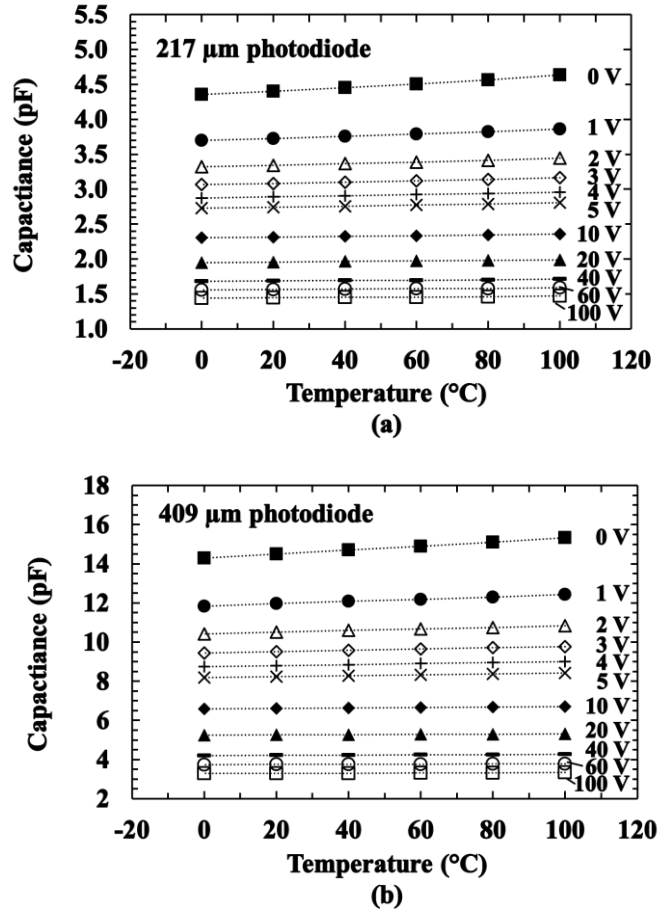 5.5
217 µm photodiode
5.0
0 V
4.5
4.0
1 V
3.5
2 V
3 V
3.0
4 V
5 V
2.5
10 V
2.0
20 V
40 V
1.5
60 V
100 V
1.0
Capactiance (pF)
-20 0 20 40 60 80 100 120
Temperature (°C)
(a)
18
409 µm photodiode
16
0 V
14
12
1 V
10
2 V
3 V
4 V
8
5 V
10 V
6
20 V
4
40 V
60 V
100 V
2
Capactiance (pF)
-20 0 20 40 60 80 100 120
Temperature (°C)
(b)